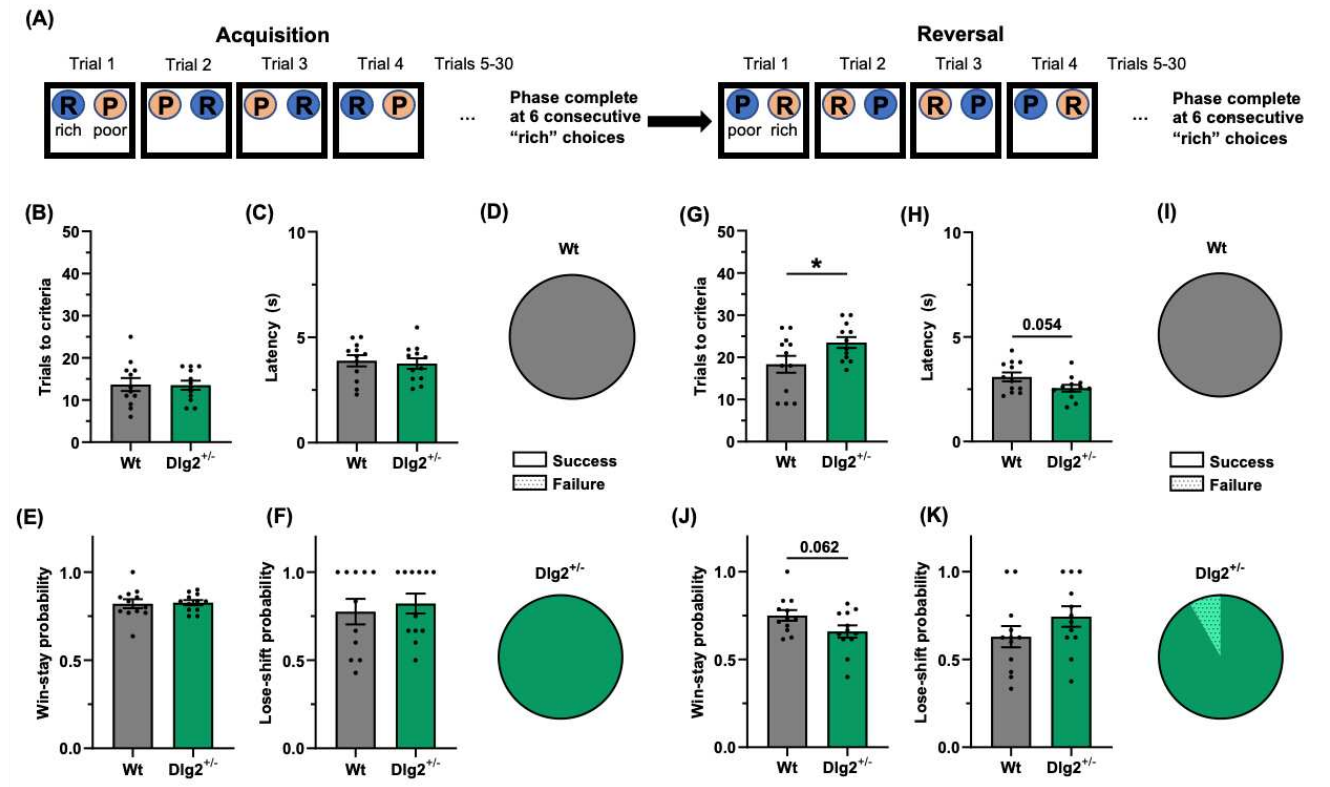 (A)
Acquisition
Reversal
Trial 1 Trial 2 Trial 3 Trial 4 Trials 5-30
Trial 1 Trial 2 Trial 3 Trial 4 Trials 5-30
R P P R P R R P
P R R P R P P R
rich poor
poor rich
...
Phase complete
at 6 consecutive
“rich” choices
...
Phase complete
at 6 consecutive
“rich” choices
(B)
Trials to criteria
50
40
30
20
10
0
Wt Dlg2+/-
(C)
Latency (s)
10
5
0
Wt Dlg2+/-
(D)
Wt
Success
Failure
Dlg2+/-
(E)
Win-stay probability
1.0
0.5
0.0
Wt Dlg2+/-
(F)
Lose-shift probability
1.0
0.5
0.0
Wt Dlg2+/-
(G)
Trials to criteria
50
40
30
20
10
0
*
Wt Dlg2+/-
(H)
Latency (s)
10
5
0
0.054
Wt Dlg2+/-
(I)
Wt
Success
Failure
Dlg2+/-
(J)
Win-stay probability
1.0
0.5
0.0
0.062
Wt Dlg2+/-
(K)
Lose-shift probability
1.0
0.5
0.0
Wt Dlg2+/-